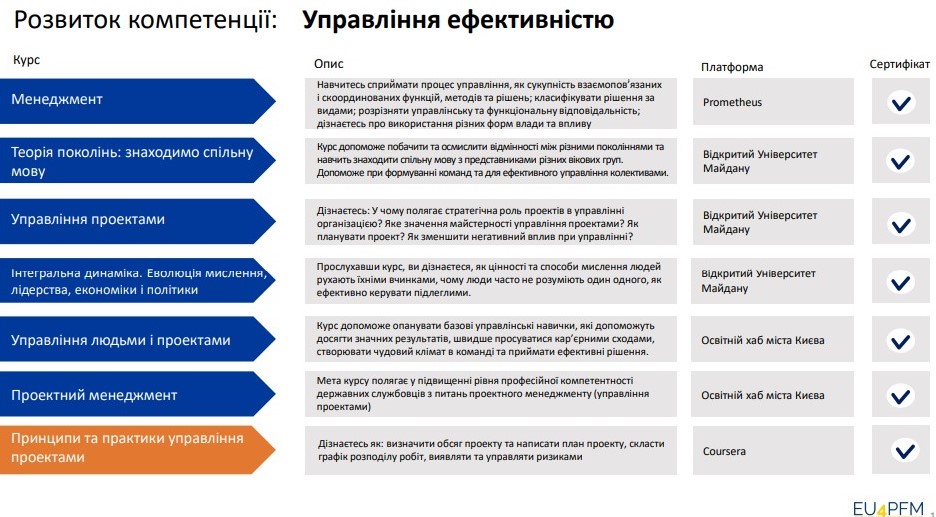 Розвиток компетенції: Управління ефективністю
Курс
Опис
Платформа
Сертифікат
Менеджмент
Навчитесь сприймати процес управління, як сукупність взаємопов’язаних
і скоординованих функцій, методів та рішень; класифікувати рішення за
видами; розрізняти управлінську та функціональну відповідальність;
дізнаєтесь про використання різних форм влади та впливу
Prometheus
Теорія поколінь: знаходимо спільну
мову
Курс допоможе побачити та осмислити відмінності між різними поколіннями та
навчить знаходити спільну мову з представниками різних вікових груп.
Допоможе при формуванні команд та для ефективного управління колективами.
Відкритий Університет
Майдану
Управління проектами
Дізнаєтесь: У чому полягає стратегічна роль проектів в управлінні
організацією? Яке значення майстерності управління проектами? Як
планувати проект? Як зменшити негативний вплив при управлінні?
Відкритий Університет
Майдану
Інтегральна динаміка. Еволюція мислення,
лідерства, економіки і політики
Прослухавши курс, ви дізнаєтеся, як цінності та способи мислення людей
рухають їхніми вчинками, чому люди часто не розуміють один одного, як
ефективно керувати підлеглими.
Відкритий Університет
Майдану
Управління людьми і проектами
Курс допоможе опанувати базові управлінські навички, які допоможуть
досягти значних результатів, швидше просуватися кар’єрними сходами,
створювати чудовий клімат в команді та приймати ефективні рішення.
Освітній хаб міста Києва
Проектний менеджмент
Мета курсу полягає у підвищенні рівня професійної компетентності
державних службовців з питань проектного менеджменту (управління
проектами)
Освітній хаб міста Києва
Принципи та практики управління
проектами
Дізнаєтесь як: визначити обсяг проекту та написати план проекту, скласти
графік розподілу робіт, виявляти та управляти ризиками
Coursera
EU4PFM
1